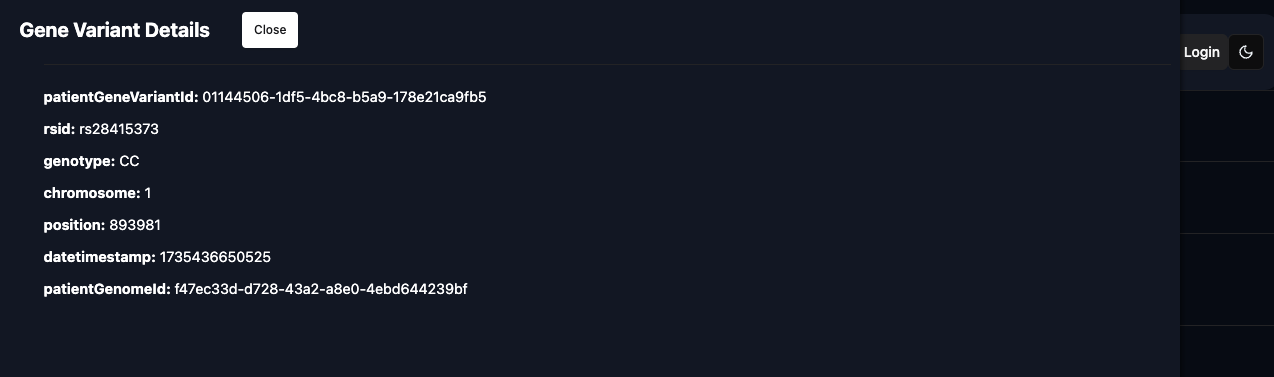 Gene Variant Details
Close
Login
patientGeneVariantId: 01144506-1df5-4bc8-b5a9-178e21ca9fb5
rsid: rs28415373
genotype: CC
chromosome: 1
position: 893981
datetimestamp: 1735436650525
patientGenomeId: f47ec33d-d728-43a2-a8e0-4ebd644239bf